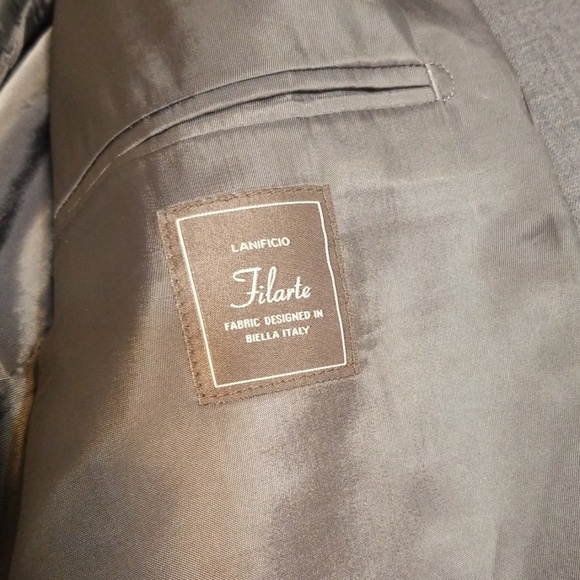 LANIFICIO
Filarte
FABRIC DESIGNED IN
BIELLA ITALY